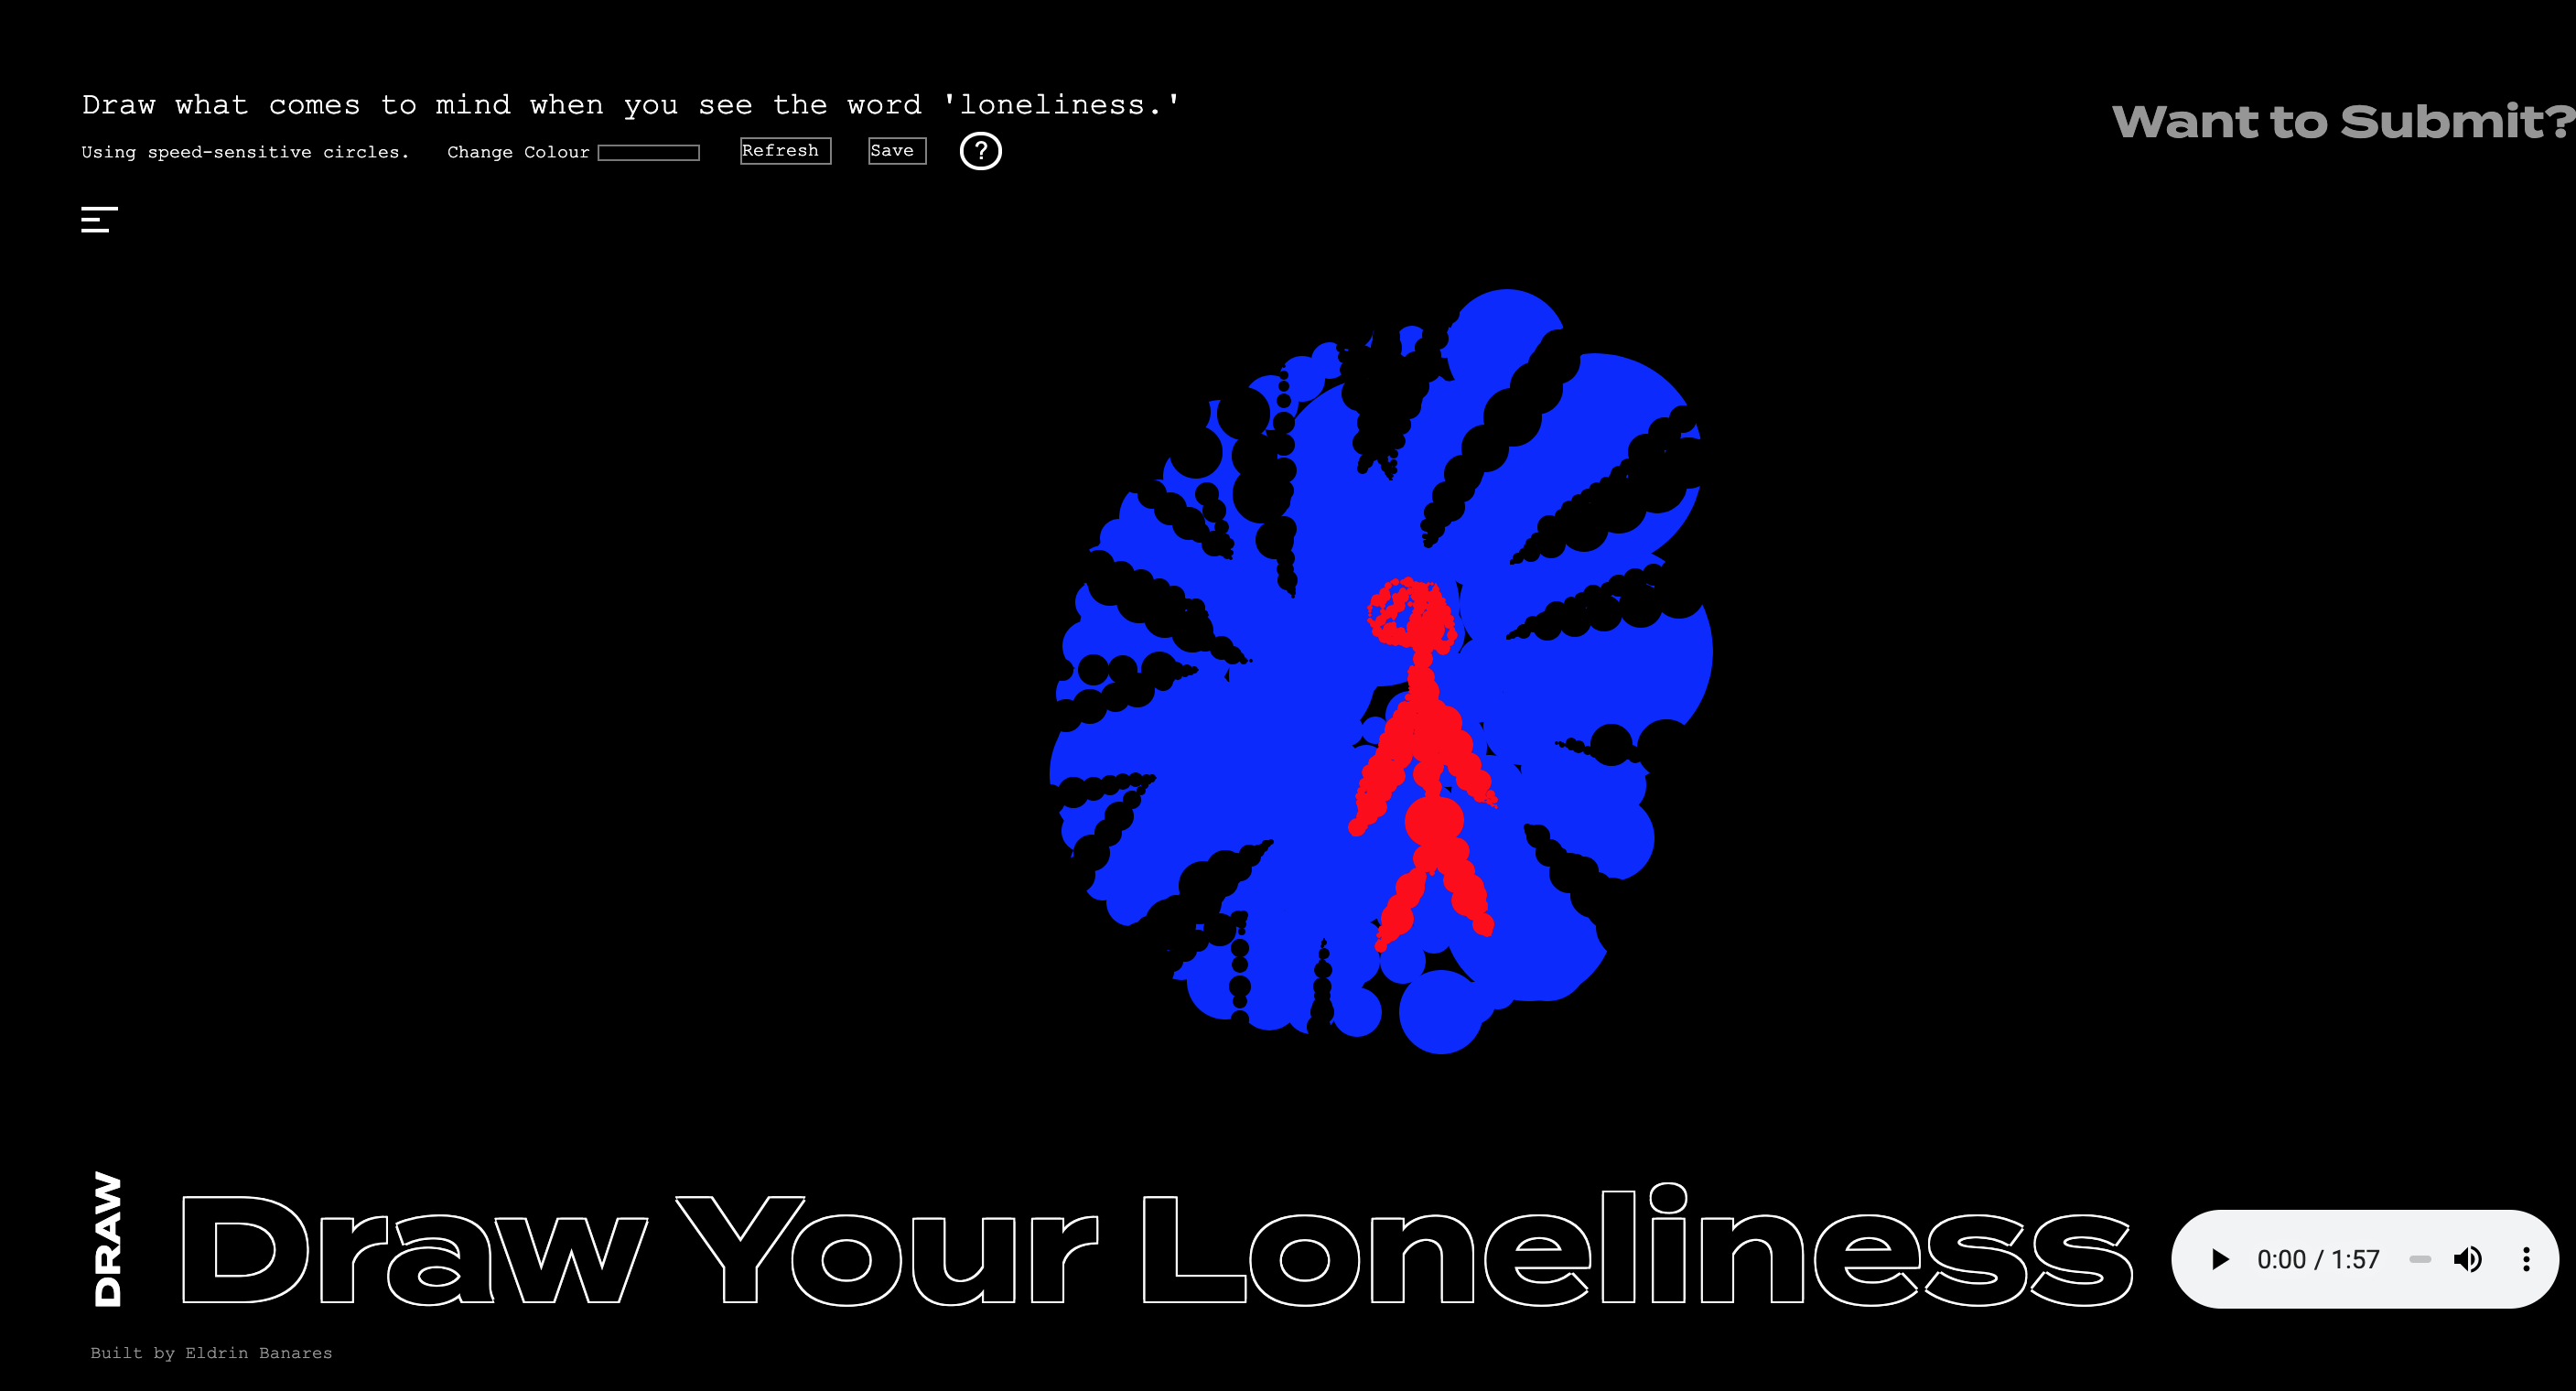 Draw what comes to mind when you see the word 'loneliness.'
Want to Submit?
Using speed-sensitive circles. Change Colour Refresh Save ?
DRAW
Draw Your Loneliness
0:00 / 1:57
Built by Eldrin Banares